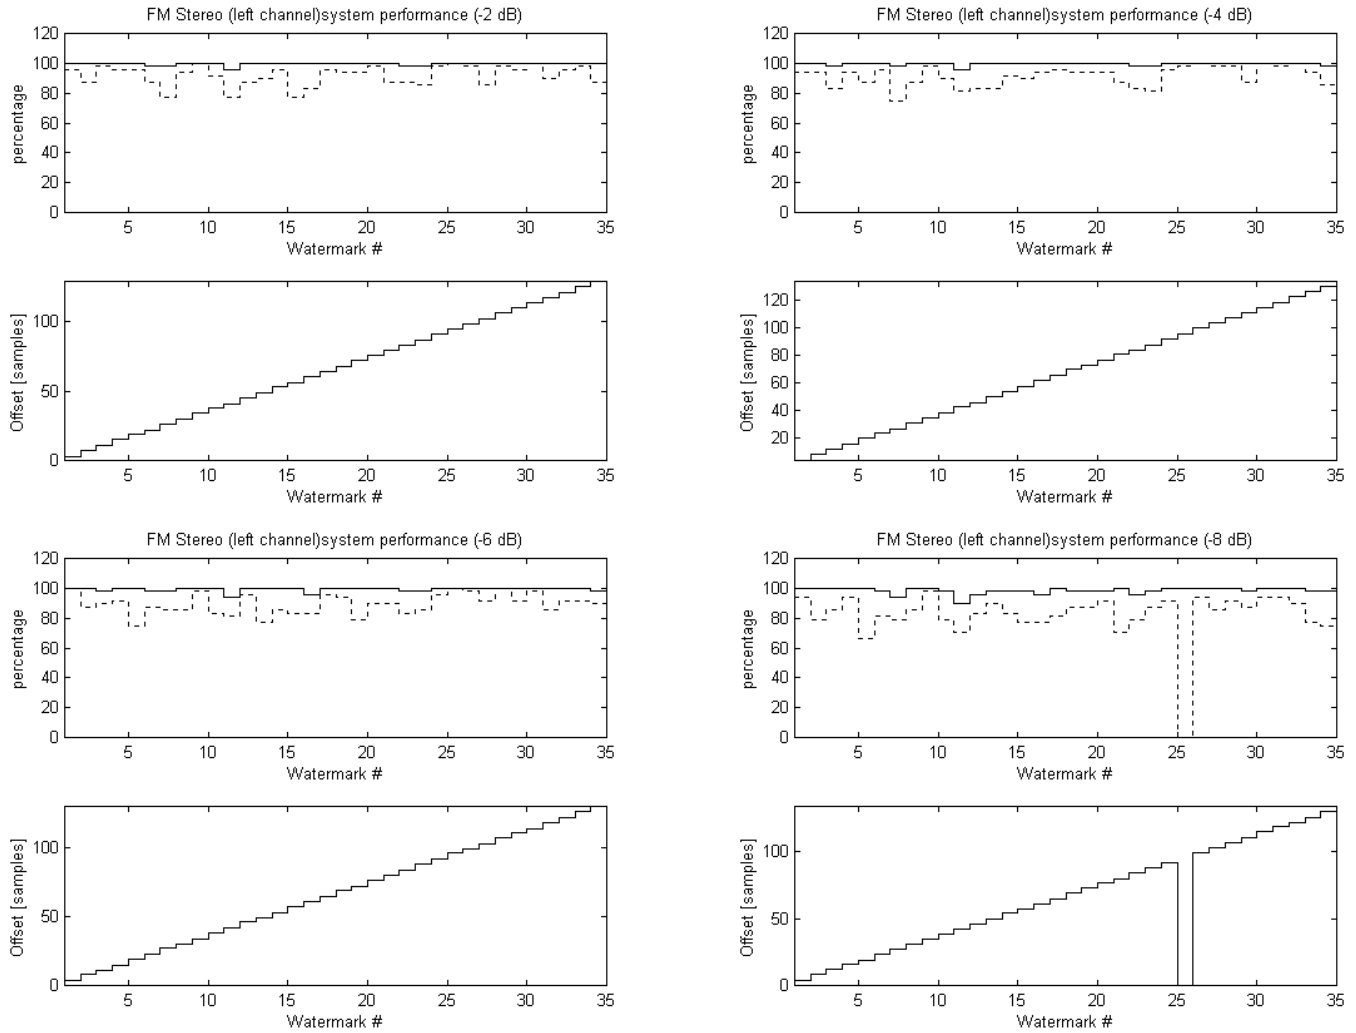 FM Stereo (left channel)system performance (-2 dB)
120
100
80
60
40
20
0
percentage
5 10 15 20 25 30 35
Watermark #
100
50
0
Offset [samples]
5 10 15 20 25 30 35
Watermark #
FM Stereo (left channel)system performance (-4 dB)
120
100
80
60
40
20
0
percentage
5 10 15 20 25 30 35
Watermark #
120
100
80
60
40
20
Offset [samples]
5 10 15 20 25 30 35
Watermark #
FM Stereo (left channel)system performance (-6 dB)
120
100
80
60
40
20
0
percentage
5 10 15 20 25 30 35
Watermark #
100
50
0
Offset [samples]
5 10 15 20 25 30 35
Watermark #
FM Stereo (left channel)system performance (-8 dB)
120
100
80
60
40
20
0
percentage
5 10 15 20 25 30 35
Watermark #
100
50
0
Offset [samples]
5 10 15 20 25 30 35
Watermark #